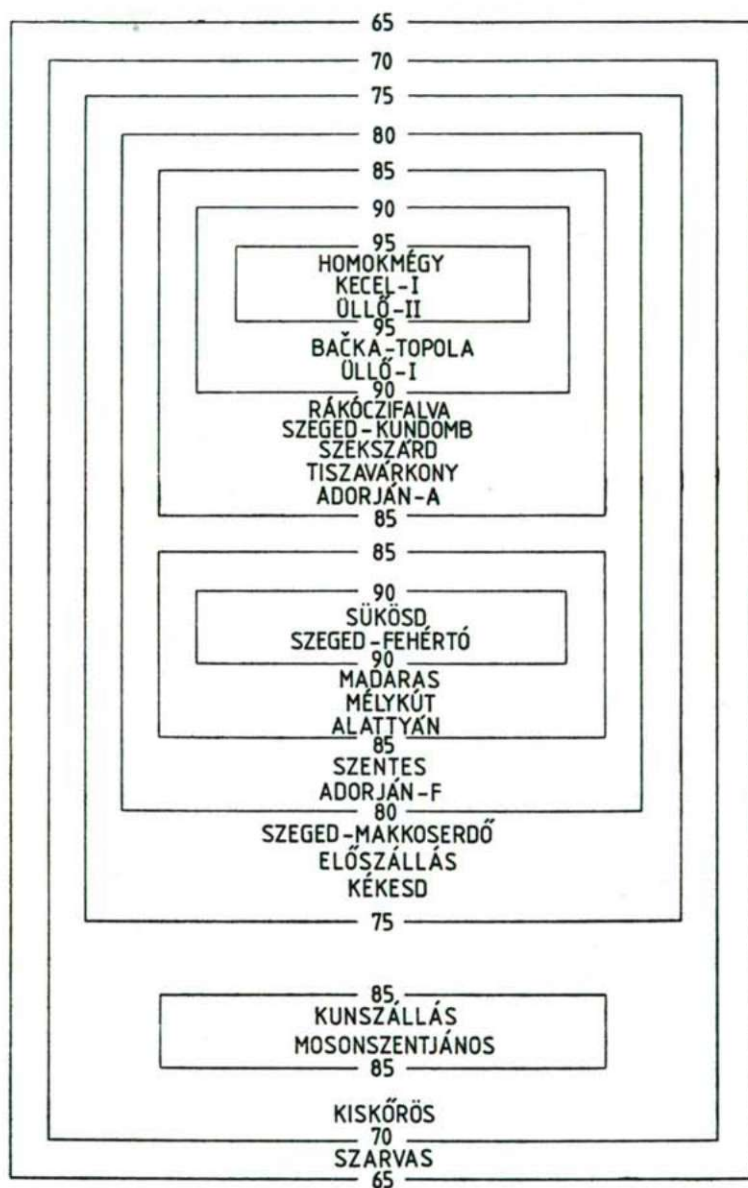 65
70
75
80
85
90
95
HOMOKMÉGY
KECEL-I
ÜLLŐ-II
95
BAČKA-TOPOLA
ÜLLŐ-I
90
RÁKÓCZIFALVA
SZEGED-KUNDOMB
SZEKSZÁRD
TISZAVÁRKONY
ADORJÁN-A
85
85
90
SÜKÖSD
SZEGED-FEHÉRTÓ
90
MADARAS
MÉLYKÚT
ALATTYÁN
85
SZENTES
ADORJÁN-F
80
SZEGED-MAKKOSERDŐ
ELŐSZÁLLÁS
KÉKESD
75
85
KUNSZÁLLÁS
MOSONSZENTJÁNOS
85
KISKŐRÖS
70
SZARVAS
65